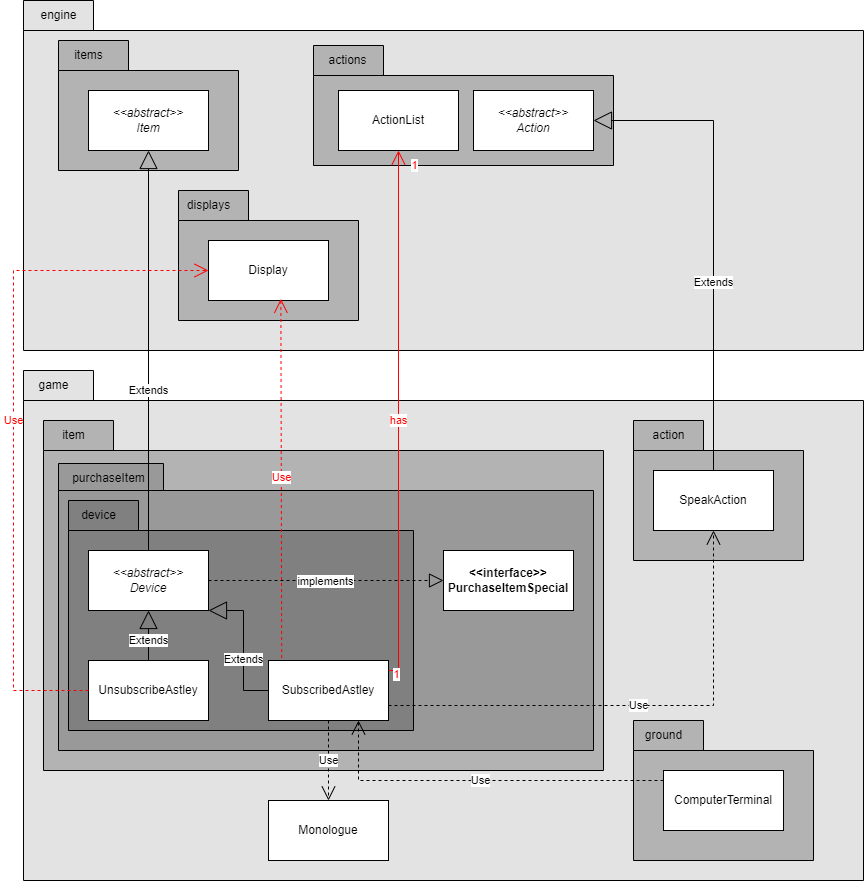 engine
items
actions
<<abstract>>
Item
ActionList
<<abstract>>
Action
1
displays
Display
Extends
game
Extends
Use
has
item
action
purchaseItem
Use
SpeakAction
device
<<abstract>>
Device
implements
<<interface>>
PurchaseItemSpecial
Extends
Extends
1
UnsubscribeAstley
SubscribedAstley
Use
ground
Use
Use
ComputerTerminal
Monologue